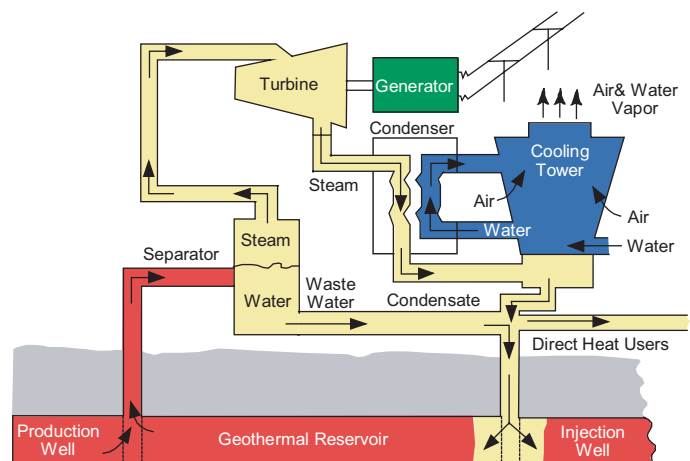 Turbine
Generator
Air& Water
Vapor
Condenser
Cooling
Tower
Steam
Air
Air
Water
Water
Separator
Steam
Waste
Water
Water
Condensate
Direct Heat Users
Production
Well
Geothermal Reservoir
Injection
Well